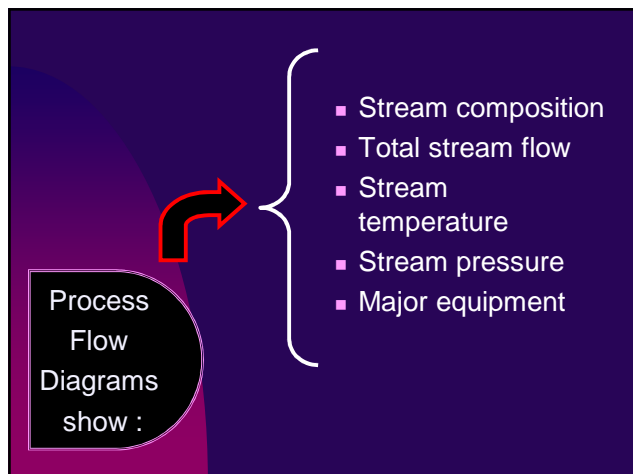 Process
Flow
Diagrams
show :
■ Stream composition
■ Total stream flow
■ Stream
temperature
■ Stream pressure
■ Major equipment